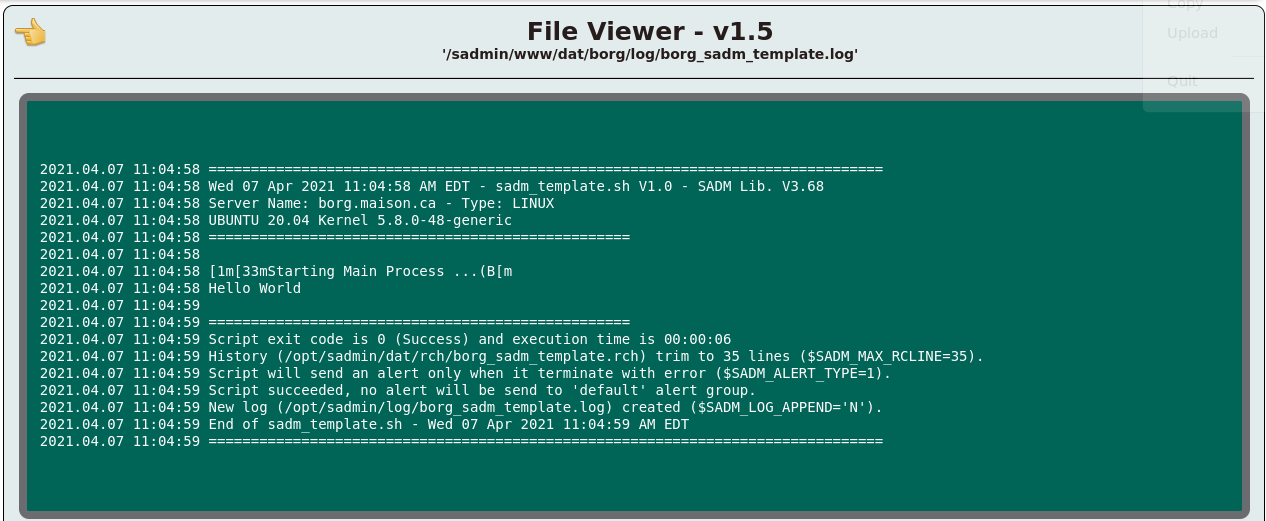 Copy
File Viewer - v1.5
Upload
'/sadmin/www/dat/borg/log/borg_sadm_template.log'
Quit
2021.04.07 11:04:58 ================================================================================
2021.04.07 11:04:58 Wed 07 Apr 2021 11:04:58 AM EDT - sadm_template.sh V1.0 - SADM Lib. V3.68
2021.04.07 11:04:58 Server Name: borg.maison.ca - Type: LINUX
2021.04.07 11:04:58 UBUNTU 20.04 Kernel 5.8.0-48-generic
2021.04.07 11:04:58 ==================================================
2021.04.07 11:04:58
2021.04.07 11:04:58 [1m[33mStarting Main Process ...(B[m
2021.04.07 11:04:58 Hello World
2021.04.07 11:04:59
2021.04.07 11:04:59 ==================================================
2021.04.07 11:04:59 Script exit code is 0 (Success) and execution time is 00:00:06
2021.04.07 11:04:59 History (/opt/sadmin/dat/rch/borg_sadm_template.rch) trim to 35 lines ($SADM_MAX_RCLINE=35).
2021.04.07 11:04:59 Script will send an alert only when it terminate with error ($SADM_ALERT_TYPE=1).
2021.04.07 11:04:59 Script succeeded, no alert will be send to 'default' alert group.
2021.04.07 11:04:59 New log (/opt/sadmin/log/borg_sadm_template.log) created ($SADM_LOG_APPEND='N').
2021.04.07 11:04:59 End of sadm_template.sh - Wed 07 Apr 2021 11:04:59 AM EDT
2021.04.07 11:04:59 ================================================================================